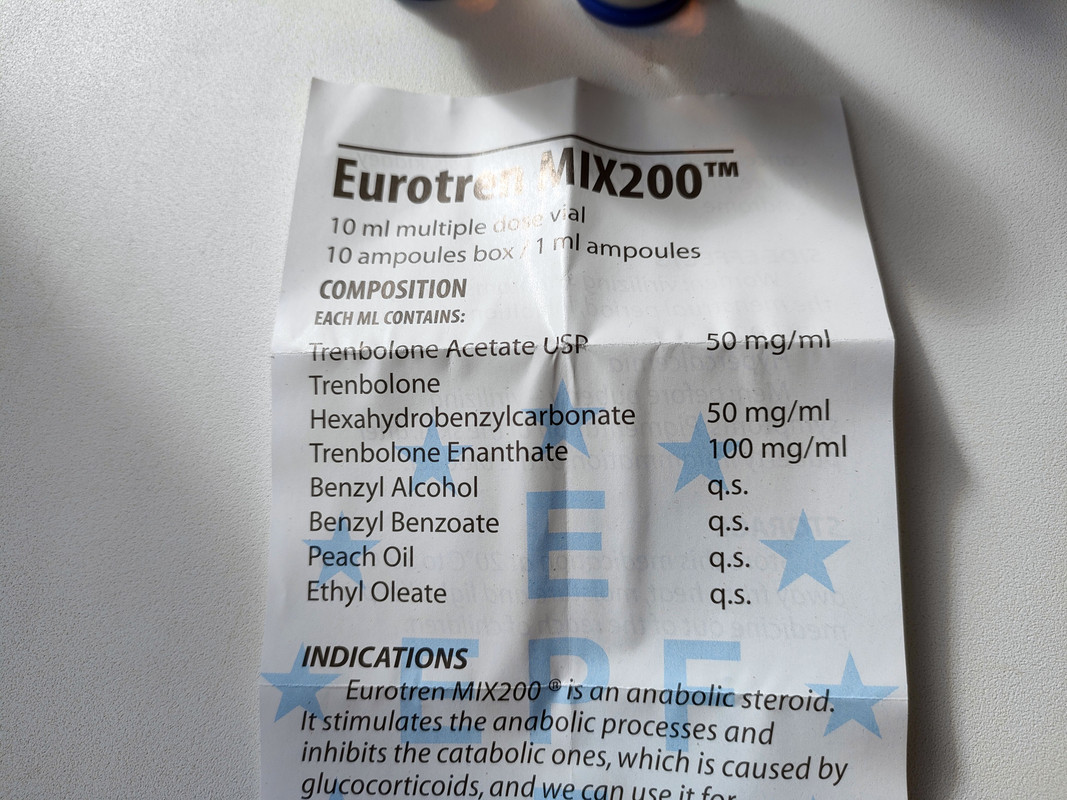 Eurotren MIX200™
10 ml multiple dose vial
10 ampoules box / 1 ml ampoules
COMPOSITION
EACH ML CONTAINS:
Trenbolone Acetate USP 50 mg/ml
Trenbolone
Hexahydrobenzylcarbonate 50 mg/ml
Trenbolone Enanthate 100 mg/ml
Benzyl Alcohol q.s.
Benzyl Benzoate q.s.
Peach Oil q.s.
Ethyl Oleate q.s.
E
EPF
INDICATIONS
Eurotren MIX200 ® is an anabolic steroid.
It stimulates the anabolic processes and
inhibits the catabolic ones, which is caused by
glucocorticoids, and we can use it for